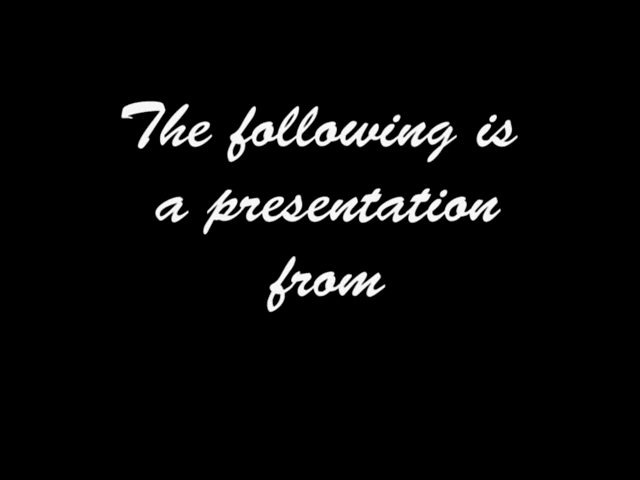 The following is
a presentation
from